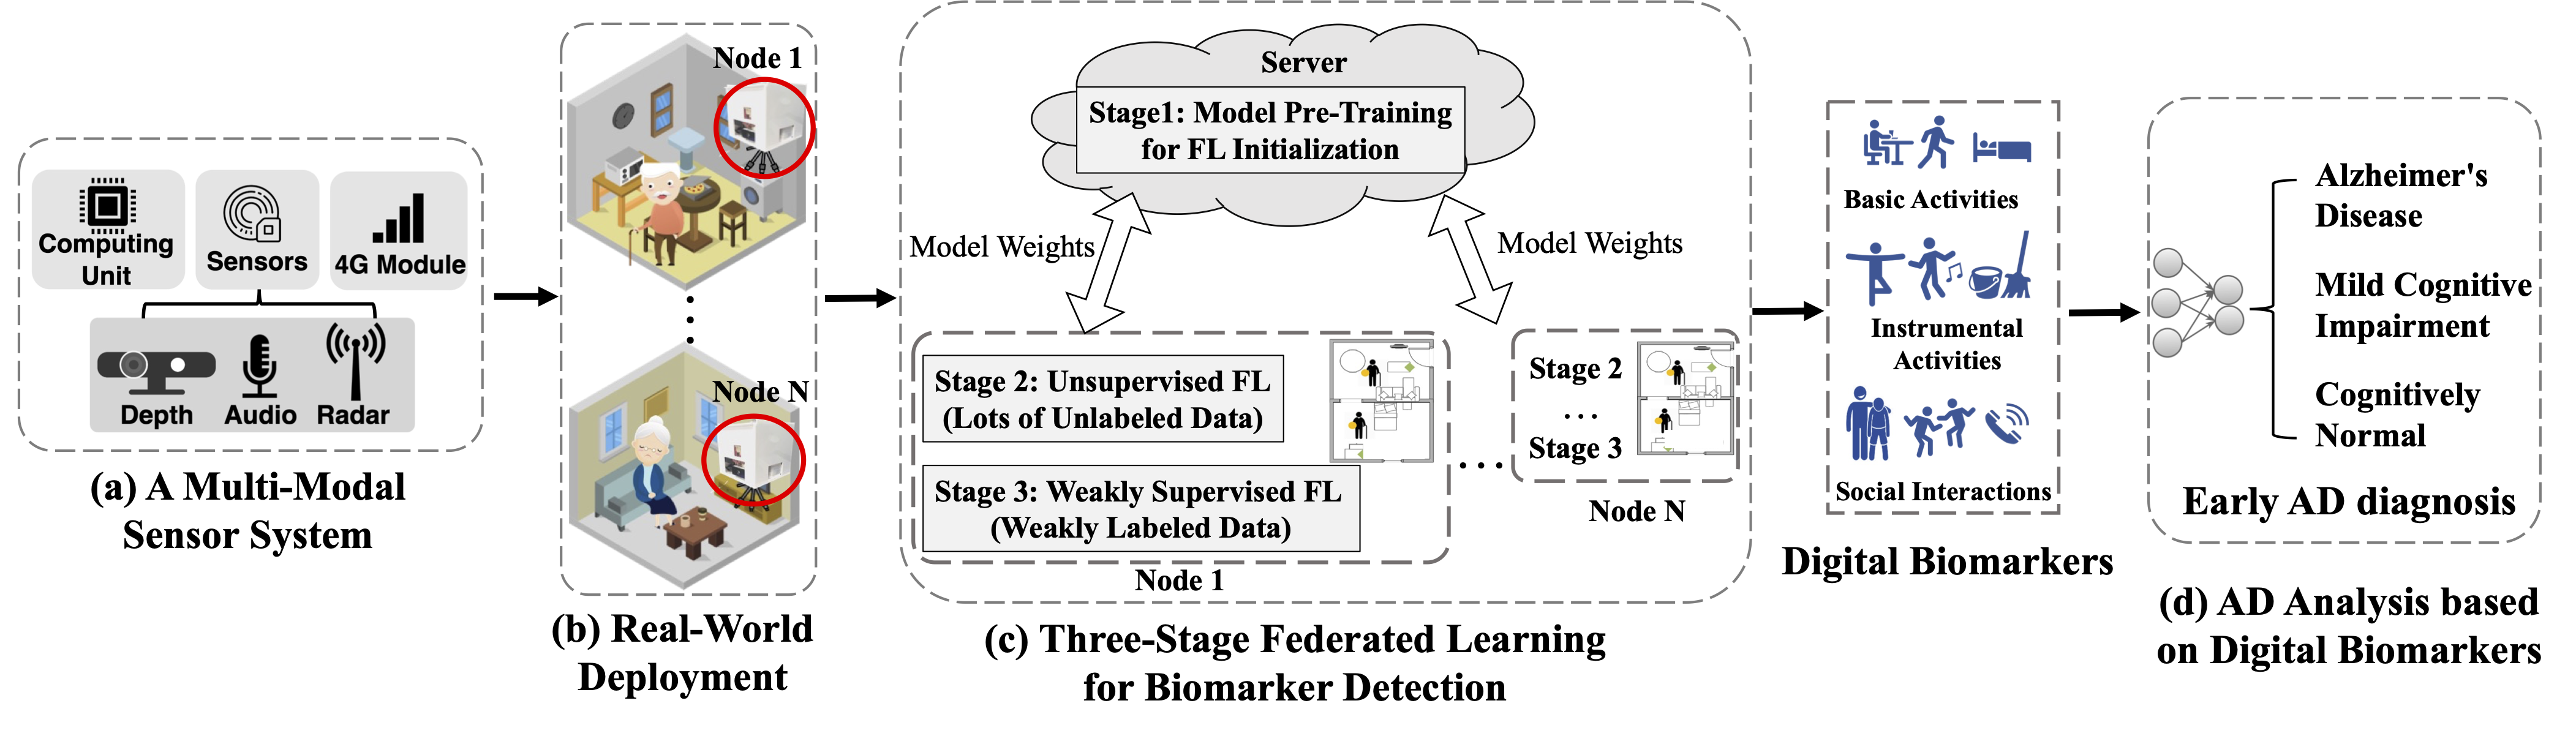 Computing
Unit
Sensors
4G Module
Depth
Audio
Radar
(a) A Multi-Modal
Sensor System
Node 1
Node N
(b) Real-World
Deployment
Server
Stage1: Model Pre-Training
for FL Initialization
Model Weights
Model Weights
Stage 2: Unsupervised FL
(Lots of Unlabeled Data)
Stage 3: Weakly Supervised FL
(Weakly Labeled Data)
Node 1
...
Stage 2
...
Stage 3
Node N
(c) Three-Stage Federated Learning
for Biomarker Detection
Basic Activities
Instrumental
Activities
Social Interactions
Digital Biomarkers
Alzheimer's
Disease
Mild Cognitive
Impairment
Cognitively
Normal
Early AD diagnosis
(d) AD Analysis based
on Digital Biomarkers